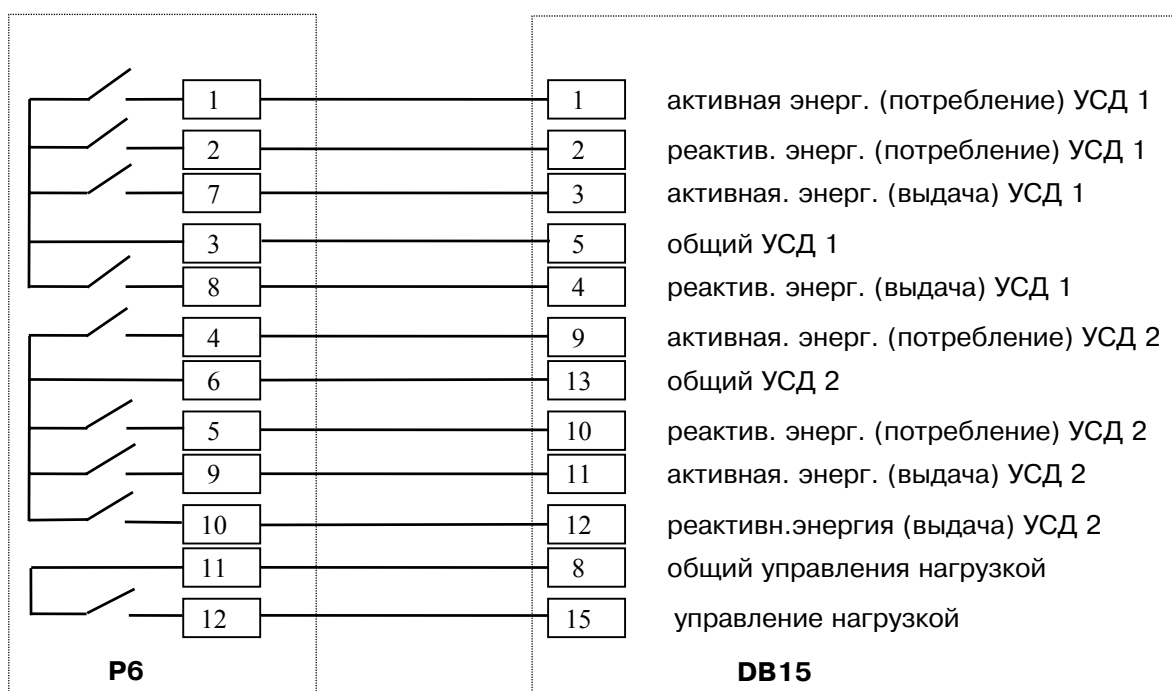 1 1 активная энерг. (потребление) УСД 1
2 2 реактив. энерг. (потребление) УСД 1
7 3 активная. энерг. (выдача) УСД 1
3 5 общий УСД 1
8 4 реактив. энерг. (выдача) УСД 1
4 9 активная. энерг. (потребление) УСД 2
6 13 общий УСД 2
5 10 реактив. энерг. (потребление) УСД 2
9 11 активная. энерг. (выдача) УСД 2
10 12 реактивн.энергия (выдача) УСД 2
11 8 общий управления нагрузкой
12 15 управление нагрузкой
P6 DB15